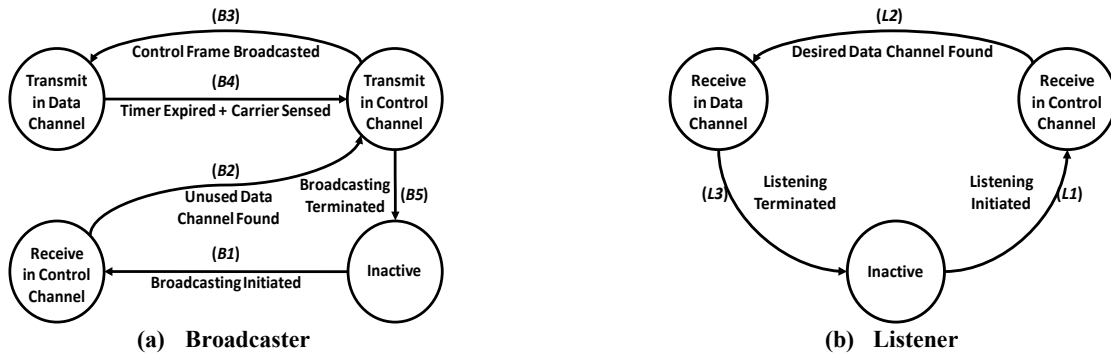 (B3)
Control Frame Broadcasted
Transmit
in Data
Channel
(B4)
Timer Expired + Carrier Sensed
Transmit
in Control
Channel
(B2)
Unused Data
Channel Found
Broadcasting
Terminated
(B5)
Receive
in Control
Channel
(B1)
Broadcasting Initiated
Inactive
(a) Broadcaster
(L2)
Desired Data Channel Found
Receive
in Data
Channel
Receive
in Control
Channel
(L3)
Listening
Terminated
Listening
Initiated
(L1)
Inactive
(b) Listener